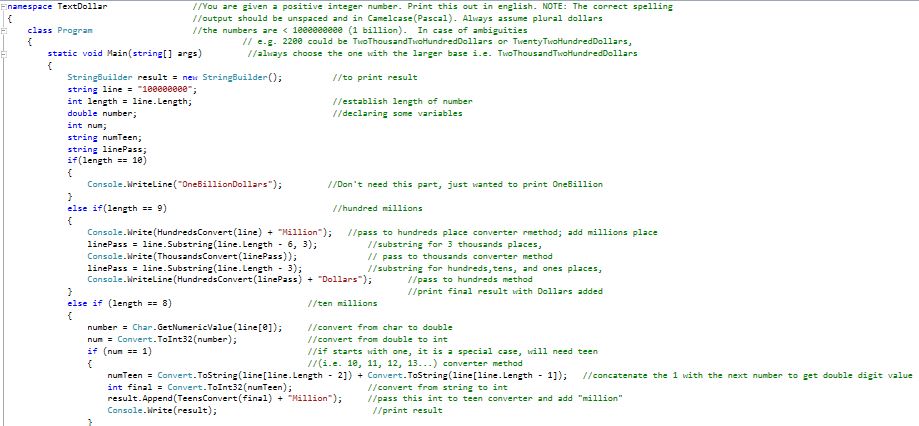 namespace TextDollar //You are given a positive integer number. Print this out in english. NOTE: The correct spelling
{ //output should be unspaced and in Camelcase(Pascal). Always assume plural dollars
class Program //the numbers are < 1000000000 (1 billion). In case of ambiguities
{ // e.g. 2200 could be TwoThousandTwoHundredDollars or TwentyTwoHundredDollars,
static void Main(string[] args) //always choose the one with the larger base i.e. TwoThousandTwoHundredDollars
{
StringBuilder result = new StringBuilder(); //to print result
string line = "100000000";
int length = line.Length; //establish length of number
double number; //declaring some variables
int num;
string numTeen;
string linePass;
if(length == 10)
{
Console.WriteLine("OneBillionDollars"); //Don't need this part, just wanted to print OneBillion
}
else if(length == 9) //hundred millions
{
Console.Write(HundredsConvert(line) + "Million"); //pass to hundreds place converter rmethod; add millions place
linePass = line.Substring(line.Length - 6, 3); //substring for 3 thousands places,
Console.Write(ThousandsConvert(linePass)); // pass to thousands converter method
linePass = line.Substring(line.Length - 3); //substring for hundreds,tens, and ones places,
Console.WriteLine(HundredsConvert(linePass) + "Dollars"); //pass to hundreds method
} //print final result with Dollars added
else if (length == 8) //ten millions
{
number = Char.GetNumericValue(line[0]); //convert from char to double
num = Convert.ToInt32(number); //convert from double to int
if (num == 1) //if starts with one, it is a special case, will need teen
{ //(i.e. 10, 11, 12, 13...) converter method
numTeen = Convert.ToString(line[line.Length - 2]) + Convert.ToString(line[line.Length - 1]); //concatenate the 1 with the next number to get double digit value
int final = Convert.ToInt32(numTeen); //convert from string to int
result.Append(TeensConvert(final) + "Million"); //pass this int to teen converter and add "million"
Console.Write(result); //print result
}